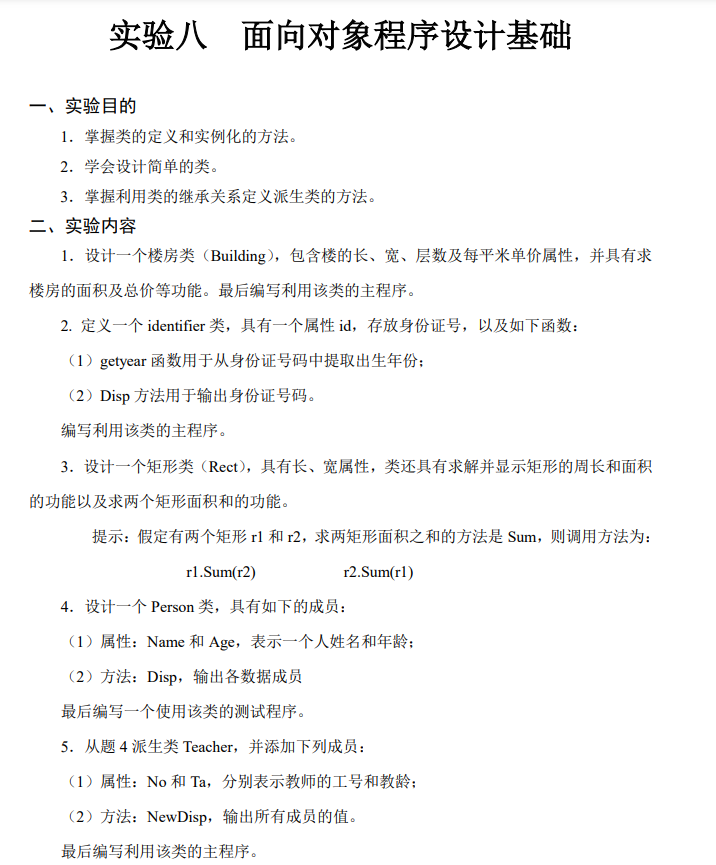 实验八　面向对象程序设计基础
一、实验目的
1．掌握类的定义和实例化的方法。
2．学会设计简单的类。
3．掌握利用类的继承关系定义派生类的方法。
二、实验内容
1．设计一个楼房类（Building），包含楼的长、宽、层数及每平米单价属性，并具有求
楼房的面积及总价等功能。最后编写利用该类的主程序。
2. 定义一个 identifier 类，具有一个属性 id，存放身份证号，以及如下函数：
（1）getyear 函数用于从身份证号码中提取出生年份；
（2）Disp 方法用于输出身份证号码。
编写利用该类的主程序。
3．设计一个矩形类（Rect），具有长、宽属性，类还具有求解并显示矩形的周长和面积
的功能以及求两个矩形面积和的功能。
提示：假定有两个矩形 r1 和 r2，求两矩形面积之和的方法是 Sum，则调用方法为：
r1.Sum(r2)　　　r2.Sum(r1)
4．设计一个 Person 类，具有如下的成员：
（1）属性：Name 和 Age，表示一个人姓名和年龄；
（2）方法：Disp，输出各数据成员
最后编写一个使用该类的测试程序。
5．从题 4 派生类 Teacher，并添加下列成员：
（1）属性：No 和 Ta，分别表示教师的工号和教龄；
（2）方法：NewDisp，输出所有成员的值。
最后编写利用该类的主程序。